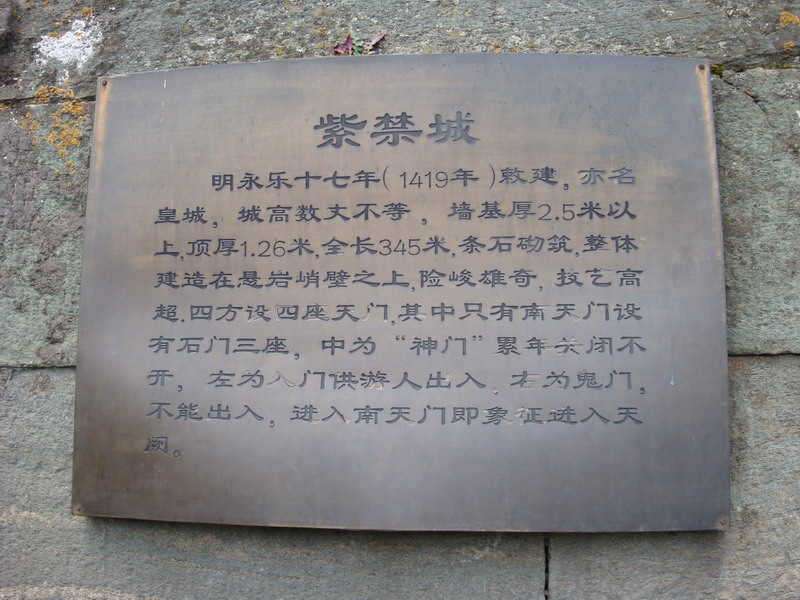 紫禁城
明永乐十七年(1419年)敕建,亦名
皇城。城高数丈不等,墙基厚2.5米以
上,顶厚1.26米,全长345米,条石砌筑,整体
建造在悬岩峭壁之上,险峻雄奇,技艺高
超.四方设四座天门,其中只有南天门设
有石门三座,中为“神门”累年关闭不
开,左为人门供游人出入,右为鬼门,
不能出入。进入南天门即象征进入天
阙。